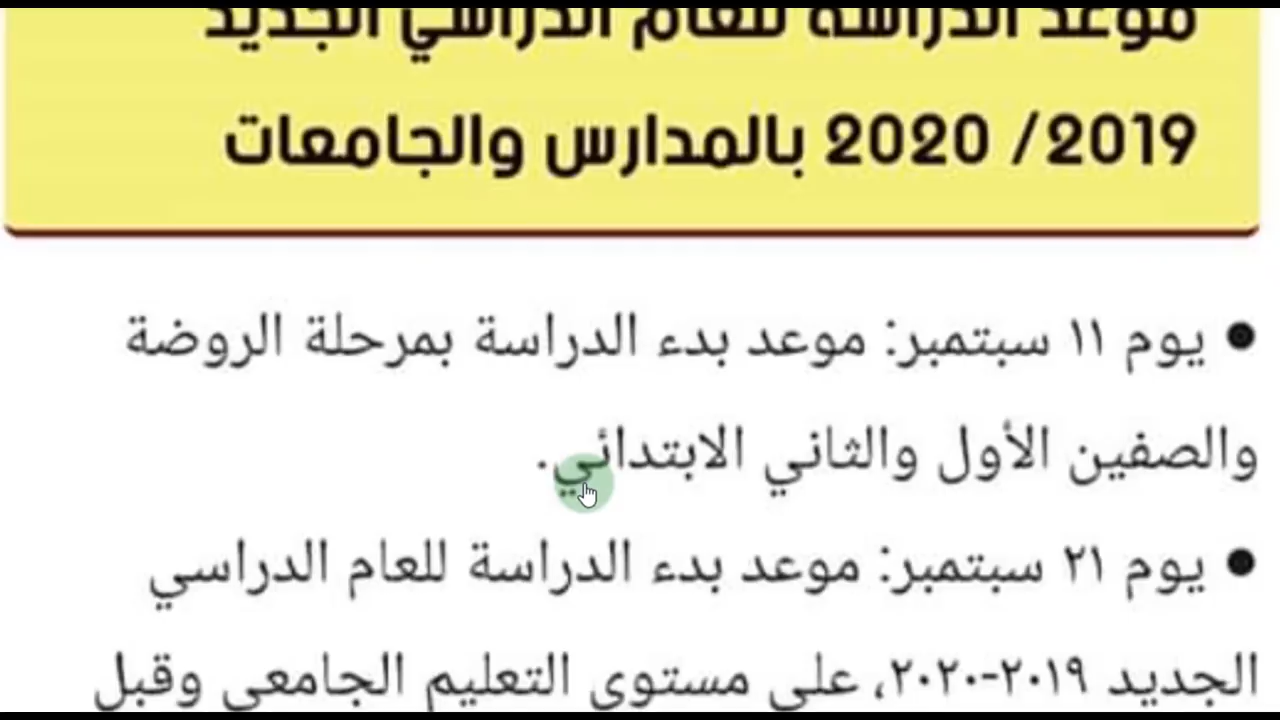 موعد الدراسة للعام الدراسي الجديد
2019/ 2020 بالمدارس والجامعات
● يوم ١١ سبتمبر: موعد بدء الدراسة بمرحلة الروضة
والصفين الأول والثاني الابتدائي.
● يوم ٢١ سبتمبر: موعد بدء الدراسة للعام الدراسي
الجديد ٢٠١٩-٢٠٢٠، على مستوى التعليم الجامعي وقبل